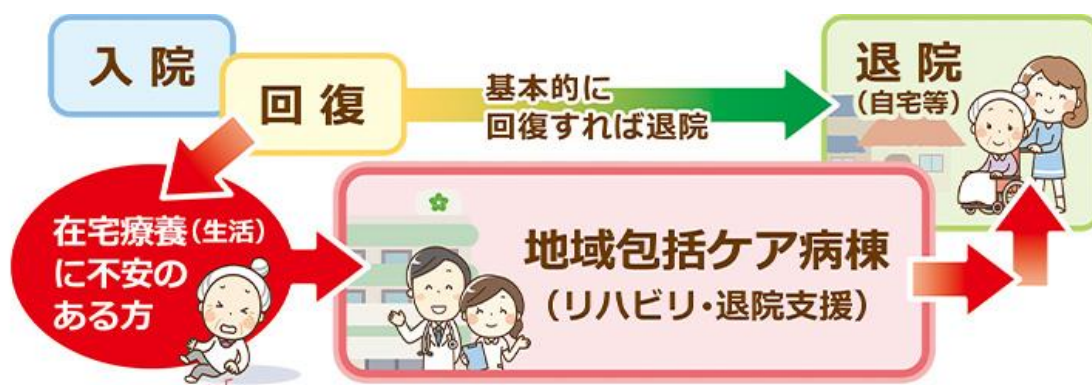 入院
回復
基本的に
回復すれば退院
退院
(自宅等)
在宅療養(生活)
に不安の
ある方
地域包括ケア病棟
(リハビリ・退院支援)